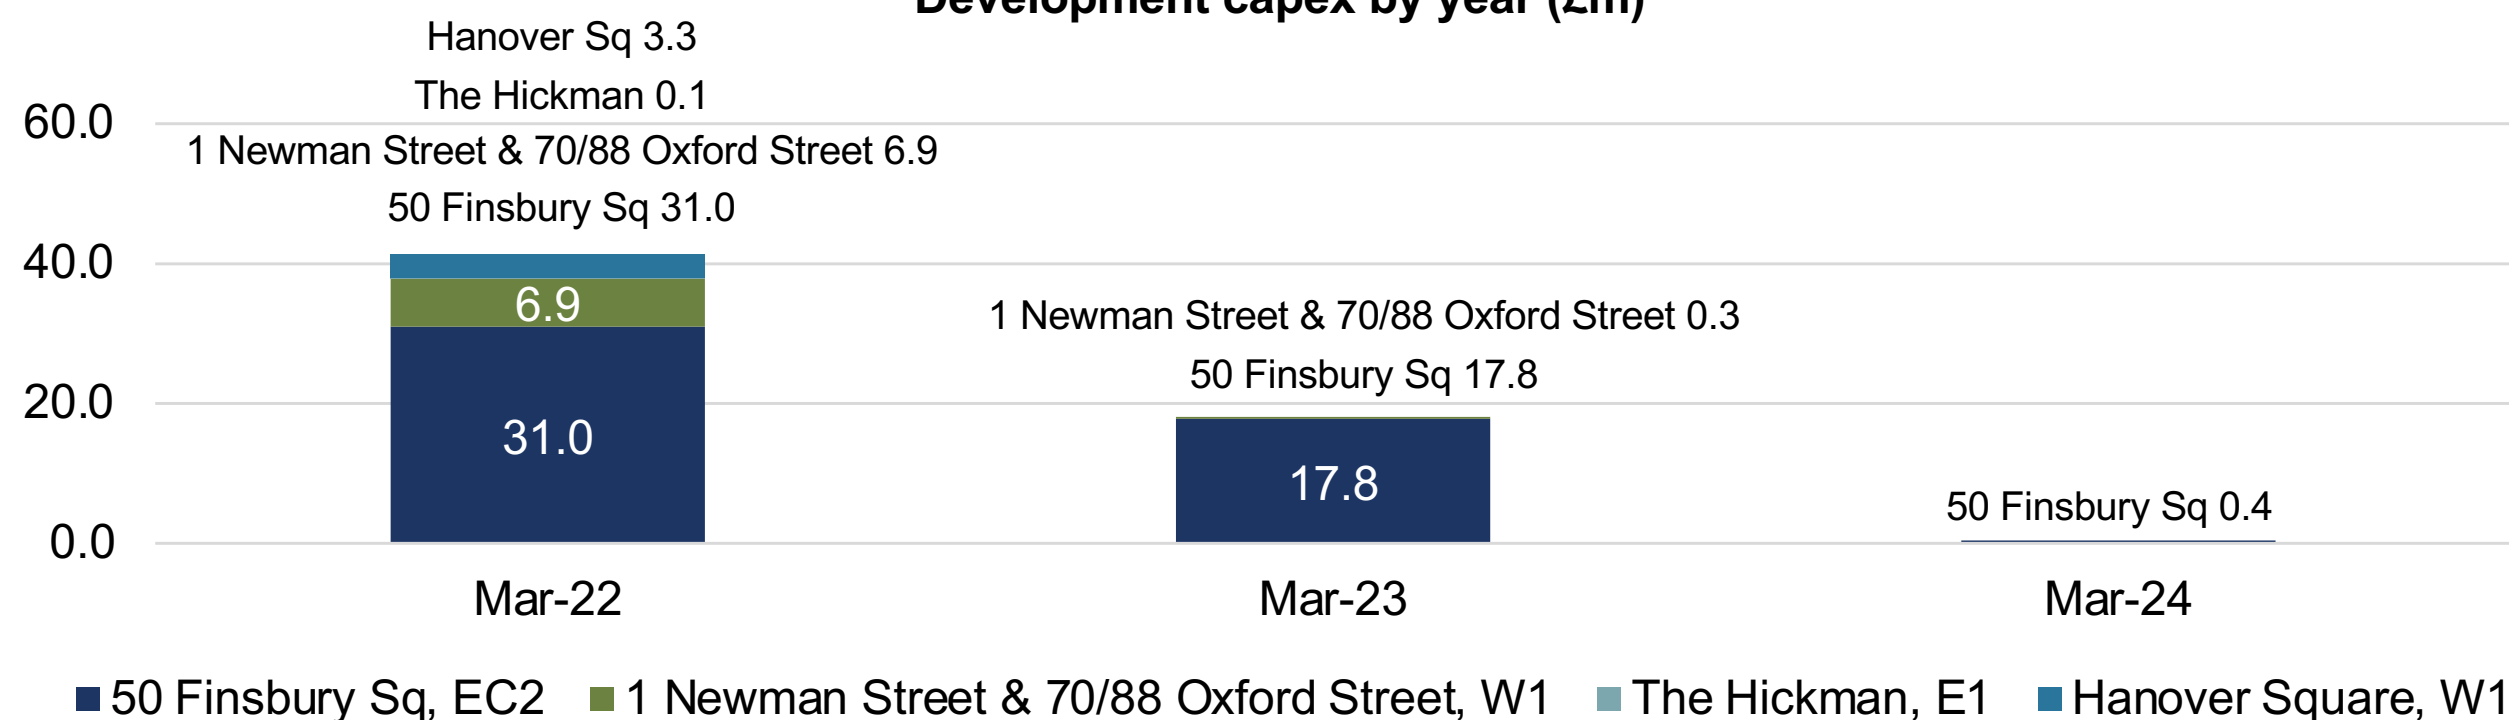 Development capex by year (£m)
Hanover Sq 3.3
The Hickman 0.1
60.0
1 Newman Street & 70/88 Oxford Street 6.9
50 Finsbury Sq 31.0
40.0
6.9
1 Newman Street & 70/88 Oxford Street 0.3
50 Finsbury Sq 17.8
20.0
31.0
17.8
50 Finsbury Sq 0.4
0.0
Mar-22 Mar-23 Mar-24
50 Finsbury Sq, EC2 1 Newman Street & 70/88 Oxford Street, W1 The Hickman, E1 Hanover Square, W1